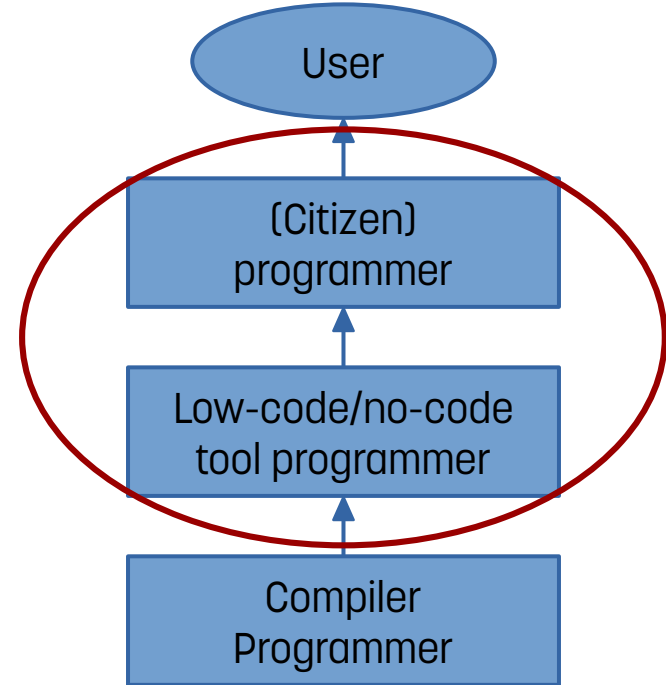 User
(Citizen)
programmer
Low-code/no-code
tool programmer
Compiler
Programmer